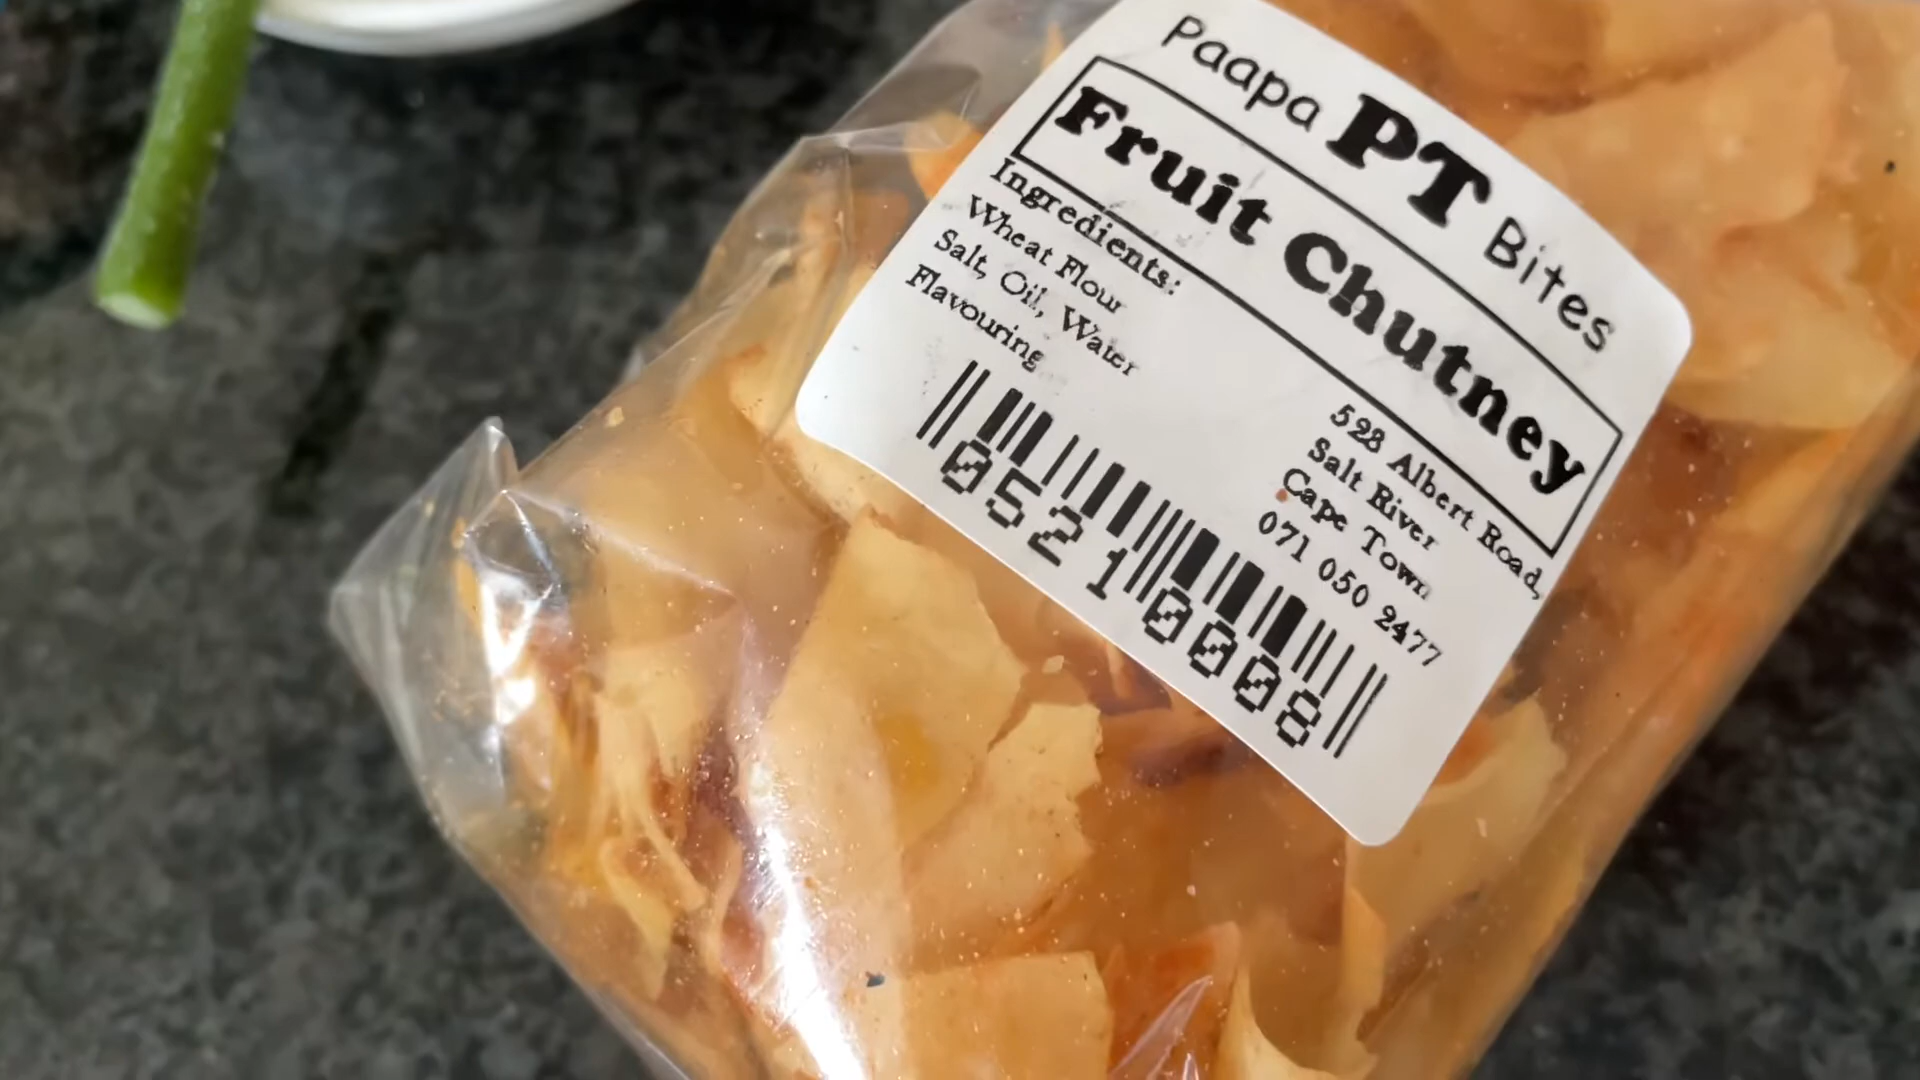 Paapa PT Bites
Fruit Chutney
Ingredients:
Wheat Flour
Salt, Oil, Water
Flavouring
528 Albert Road,
Salt River
Cape Town
071 050 2477
05210008